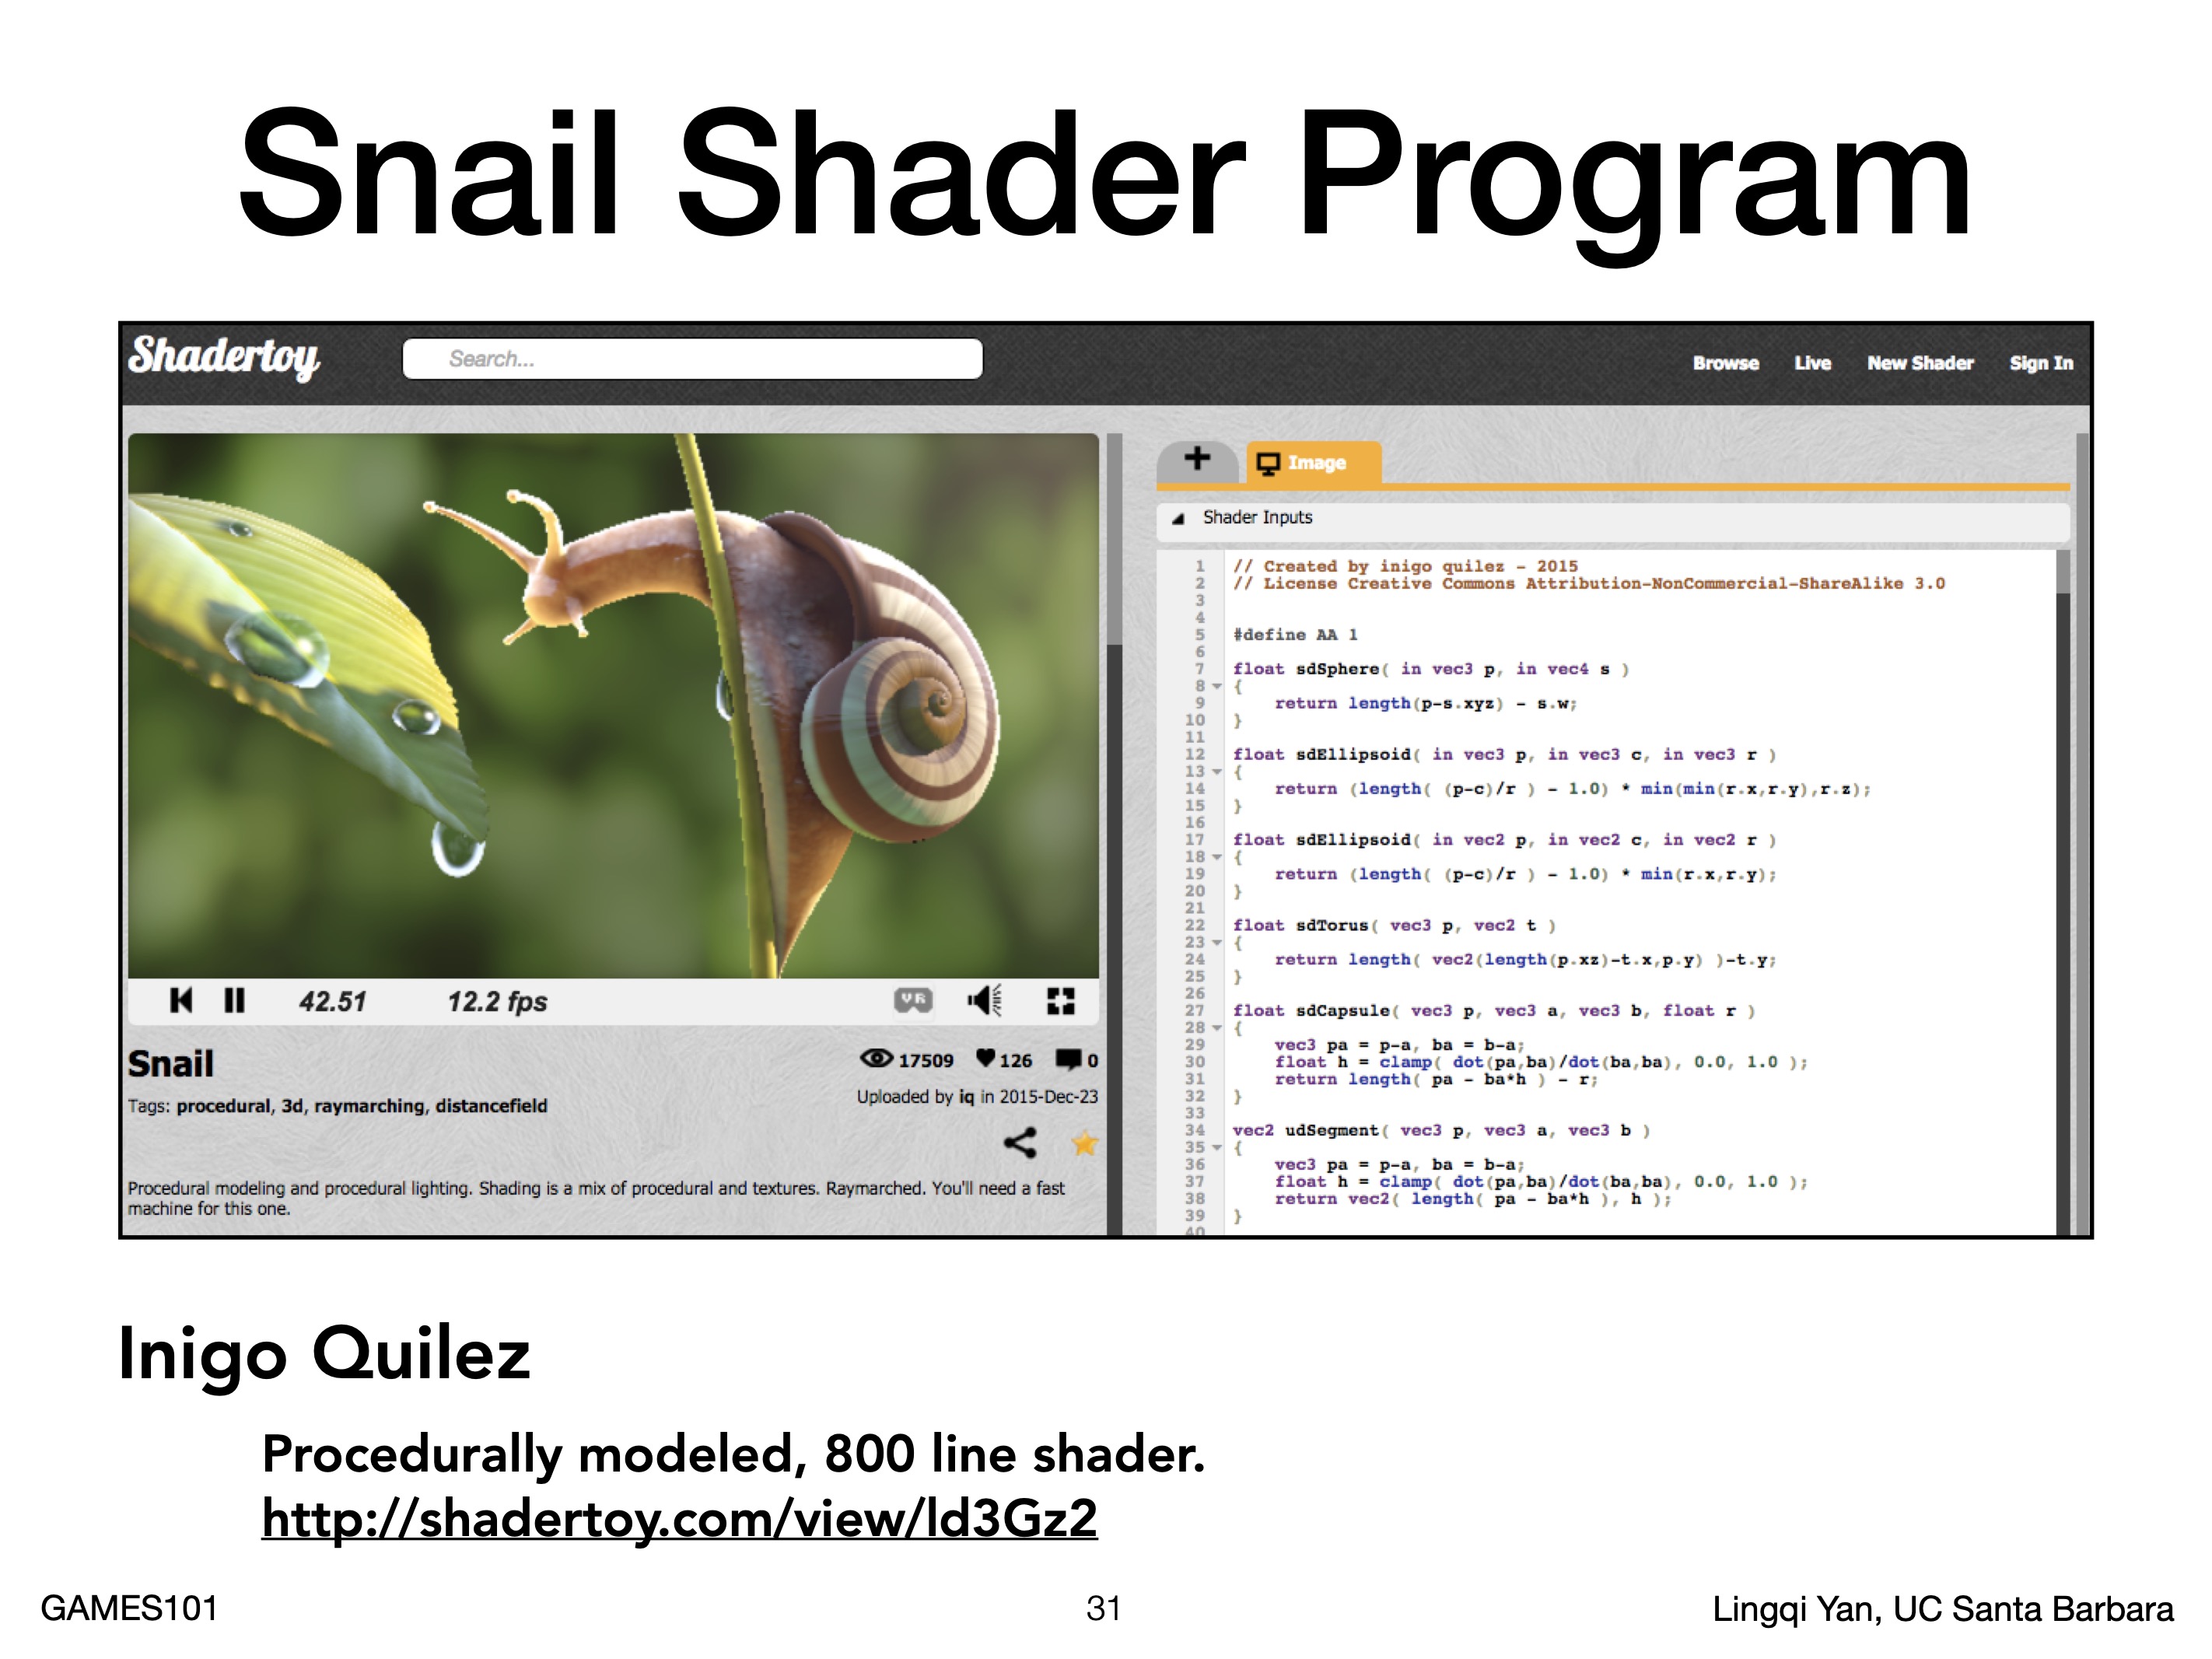 Snail Shader Program
Shadertoy
Search...
Browse Live New Shader Sign In
42.51 12.2 fps
VR
Snail
17509 126 0
Tags: procedural, 3d, raymarching, distancefield
Uploaded by iq in 2015-Dec-23
Procedural modeling and procedural lighting. Shading is a mix of procedural and textures. Raymarched. You'll need a fast
machine for this one.
+ Image
Shader Inputs
1 // Created by inigo quilez - 2015
2 // License Creative Commons Attribution-NonCommercial-ShareAlike 3.0
3
4
5 #define AA 1
6
7 float sdSphere( in vec3 p, in vec4 s )
8 {
9 return length(p-s.xyz) - s.w;
10 }
11
12 float sdEllipsoid( in vec3 p, in vec3 c, in vec3 r )
13 {
14 return (length( (p-c)/r ) - 1.0) * min(min(r.x,r.y),r.z);
15 }
16
17 float sdEllipsoid( in vec2 p, in vec2 c, in vec2 r )
18 {
19 return (length( (p-c)/r ) - 1.0) * min(r.x,r.y);
20 }
21
22 float sdTorus( vec3 p, vec2 t )
23 {
24 return length( vec2(length(p.xz)-t.x,p.y) )-t.y;
25 }
26
27 float sdCapsule( vec3 p, vec3 a, vec3 b, float r )
28 {
29 vec3 pa = p-a, ba = b-a;
30 float h = clamp( dot(pa,ba)/dot(ba,ba), 0.0, 1.0 );
31 return length( pa - ba*h ) - r;
32 }
33
34 vec2 udSegment( vec3 p, vec3 a, vec3 b )
35 {
36 vec3 pa = p-a, ba = b-a;
37 float h = clamp( dot(pa,ba)/dot(ba,ba), 0.0, 1.0 );
38 return vec2( length( pa - ba*h ), h );
39 }
40
Inigo Quilez
Procedurally modeled, 800 line shader.
http://shadertoy.com/view/ld3Gz2
GAMES101 31 Lingqi Yan, UC Santa Barbara